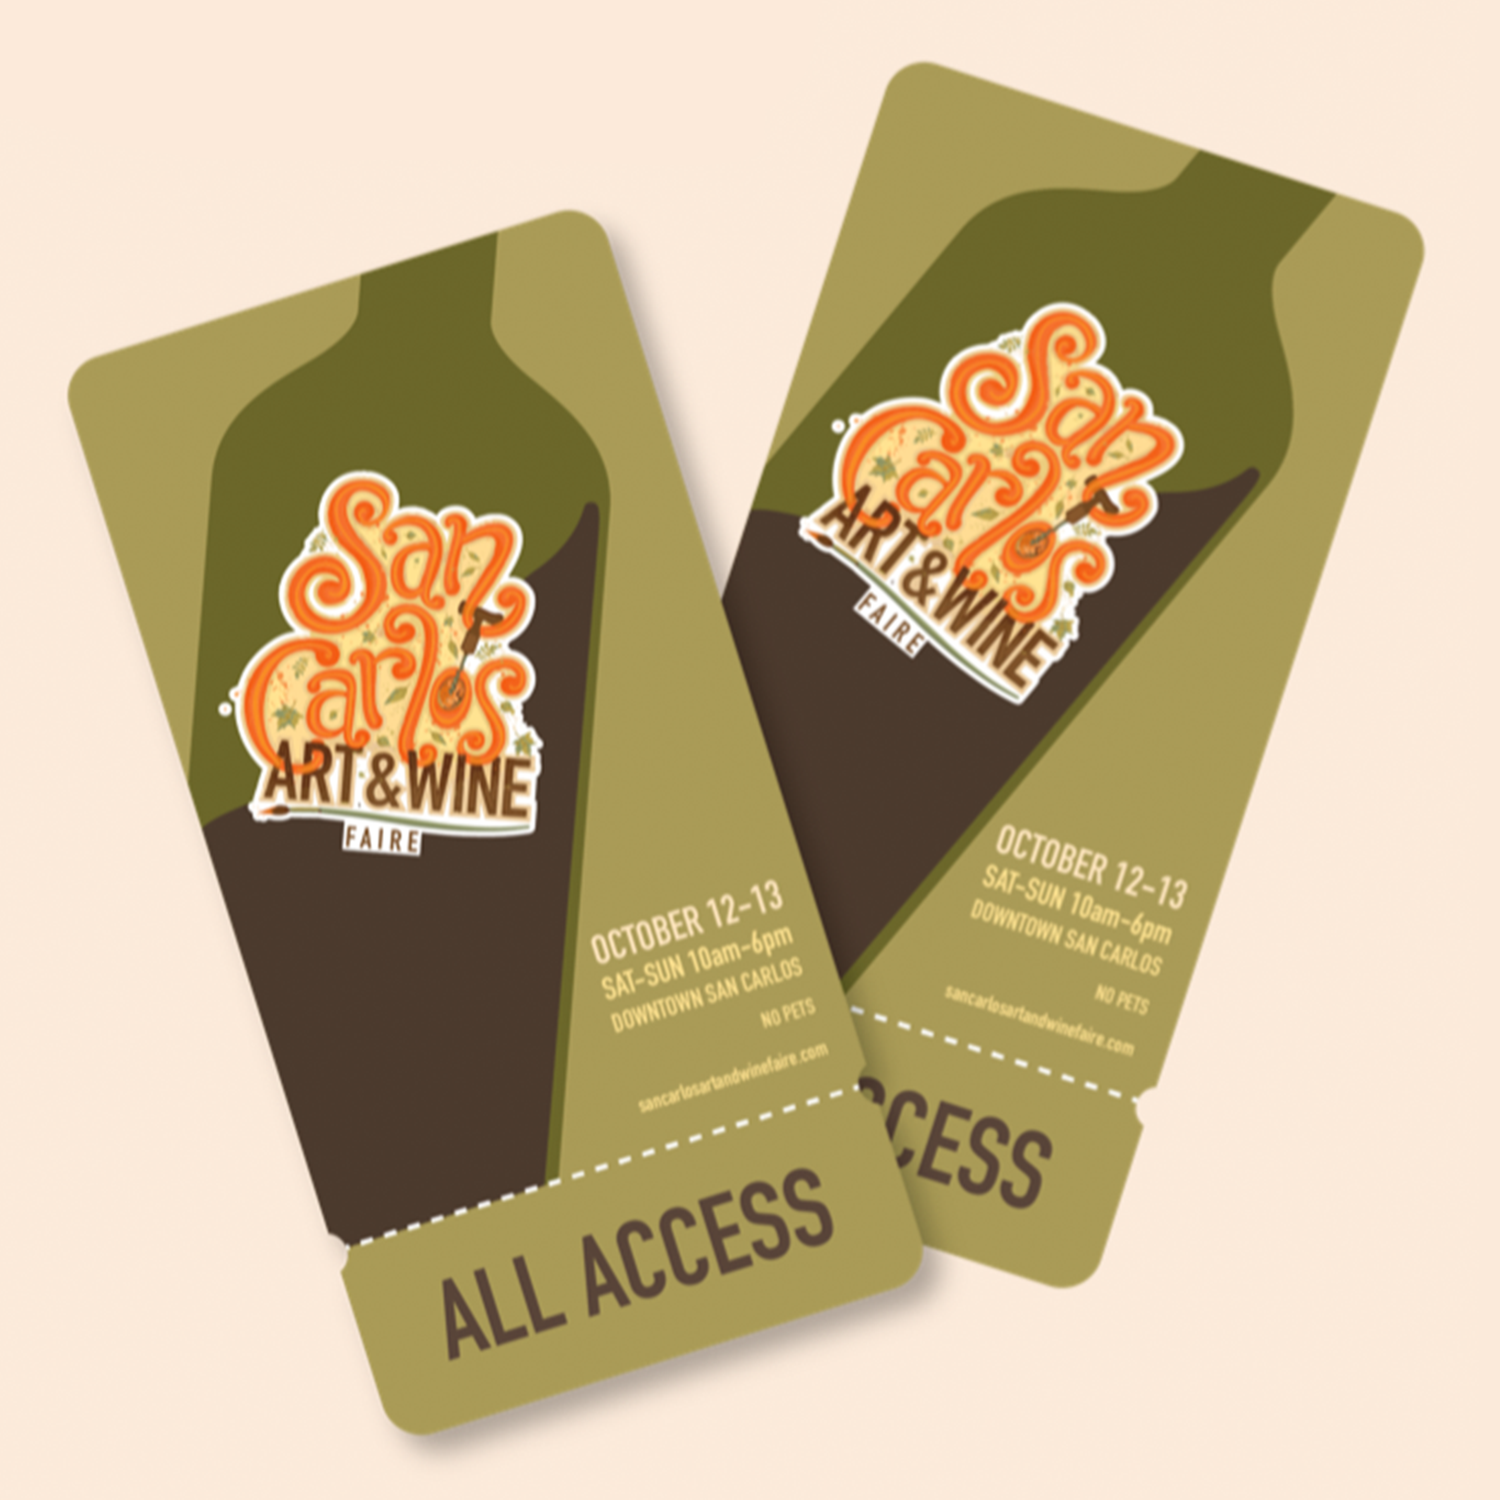 San
Carlos
ART&WINE
FAIRE
OCTOBER 12-13
SAT-SUN 10am-6pm
DOWNTOWN SAN CARLOS
NO PETS
sancarlosartandwinefaire.com
ALL ACCESS
San
Carlos
ART&WINE
FAIRE
OCTOBER 12-13
SAT-SUN 10am-6pm
DOWNTOWN SAN CARLOS
NO PETS
sancarlosartandwinefaire.com
CCESS